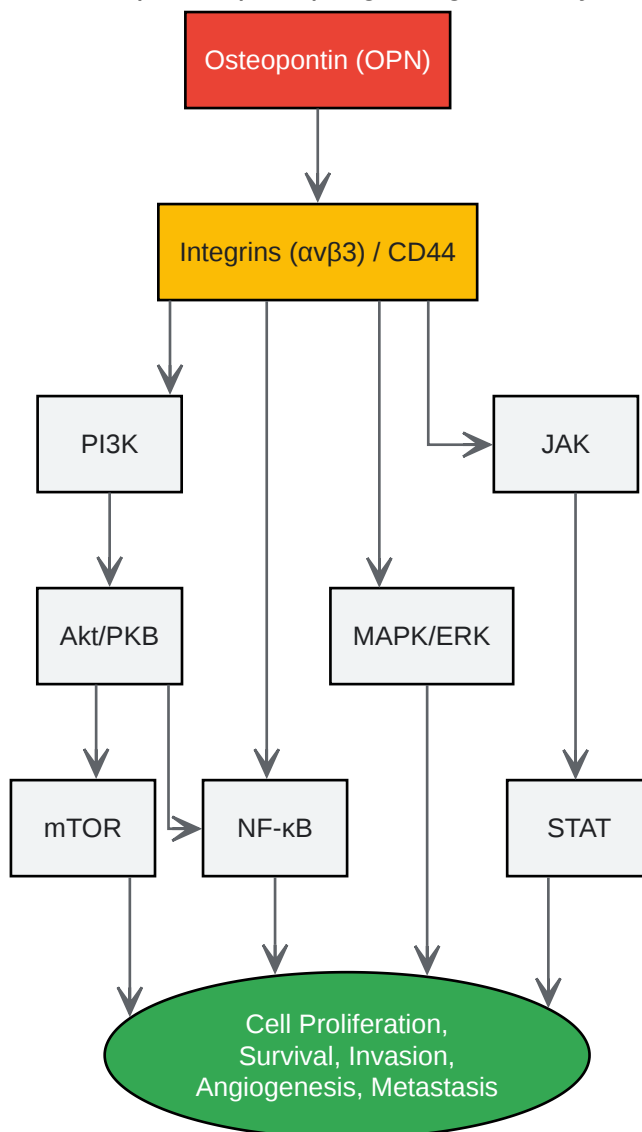 Osteopontin (OPN)
Integrins (αvβ3) / CD44
PI3K
JAK
Akt/PKB
MAPK/ERK
mTOR
NF-κB
STAT
Cell Proliferation,
Survival, Invasion,
Angiogenesis, Metastasis